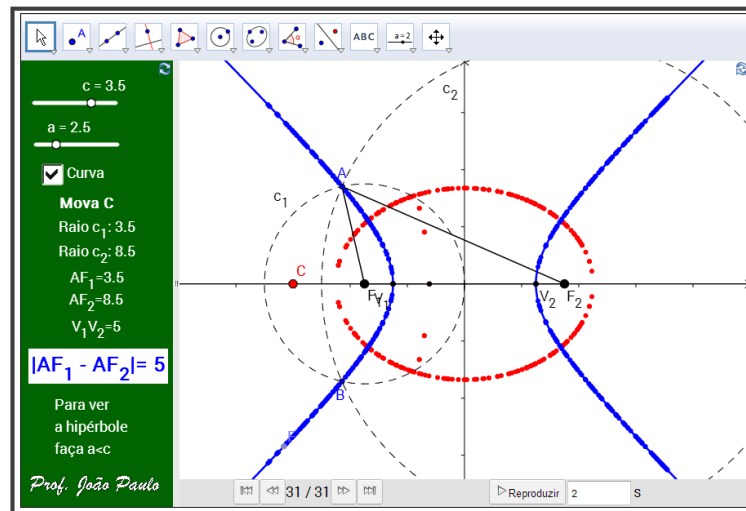 ABC
a=2
c = 3.5
a = 2.5
Curva
Mova C
Raio c1: 3.5
Raio c2: 8.5
AF1=3.5
AF2=8.5
V1V2=5
|AF1 - AF2|= 5
Para ver
a hipérbole
faça a<c
Prof. João Paulo
c2
A
c1
C
F1
V1
V2
F2
B
31 / 31
Reproduzir
2
s